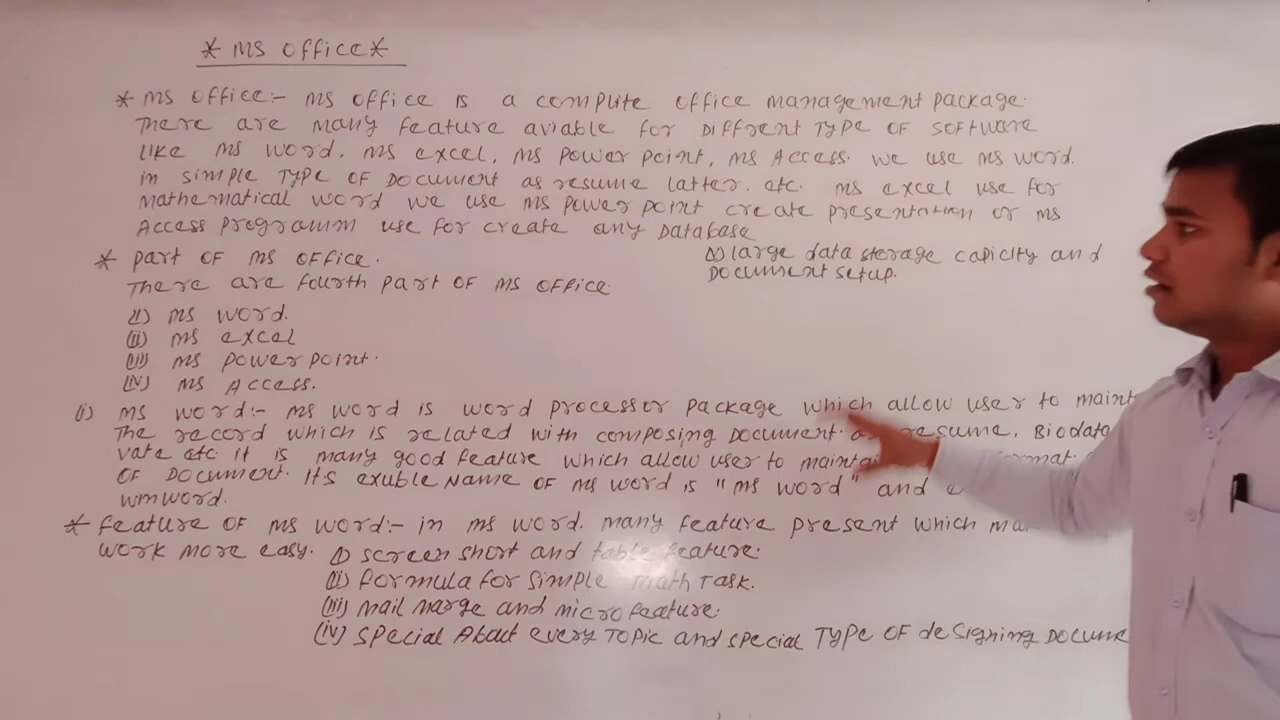 * MS Office *
* MS Office:- MS Office is a complite office management package.
There are many feature aviable for Diffrent Type OF Software
Like MS Word. MS excel, MS Power Point, MS Access. we use MS Word.
in simple Type OF Document as resume latter. etc. MS excel use for
mathematical word we use MS Power Point create presentation or MS
Access Programm use for create any Database
* Part OF MS Office.
There are fourth Part OF MS Office.
(i) MS Word.
(ii) MS excel
(iii) MS PowerPoint.
(iv) MS Access.
(i) MS Word:- MS Word is word processor Package which allow user to maint
The record which is related with composing Document. resume. Biodata
vate etc. it is many good feature which allow user to
OF Document. It's exuble Name OF MS Word is "MS Word" and
wmword.
* Feature OF MS Word:- in MS Word. many feature present which
work more easy. (i) Screen short and table feature.
(ii) Formula for Simple math Task.
(iii) mail marge and micro feature.
(iv) Special About every Topic and special Type OF designing Docume
(v) large data storage capicity and
Document setup.